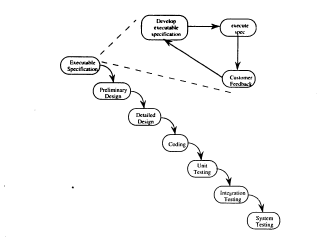 Develop
executable
specification
execute
spec
Customer
Feedback
Executable
Specification
Preliminary
Design
Detailed
Design
Coding
Unit
Testing
Integration
Testing
System
Testing